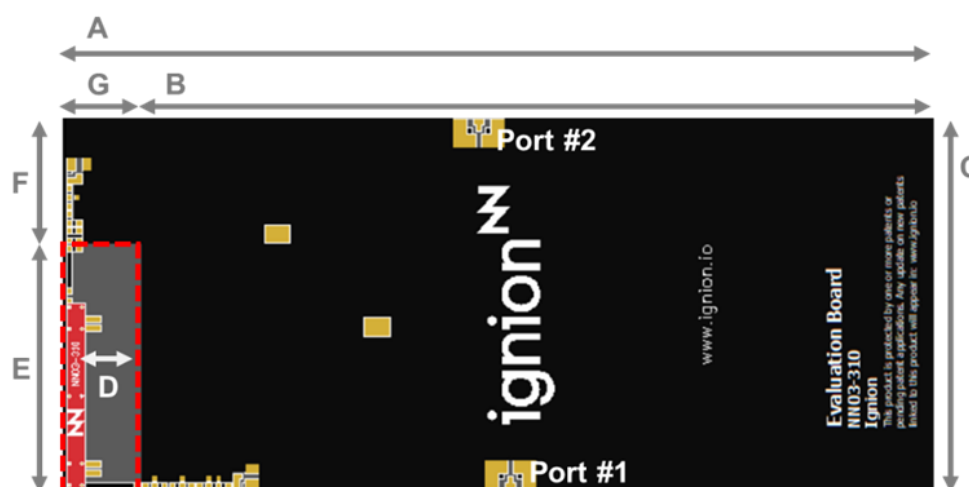 A
G
B
Port #2
F
C
ignion
www.ignion.io
Evaluation Board
NN03-310
Ignion
This product is protected by one or more patents or
pending patent applications. Any update on new patents
linked to this product will appear in: www.ignion.io
E
D
NN03-310
Port #1